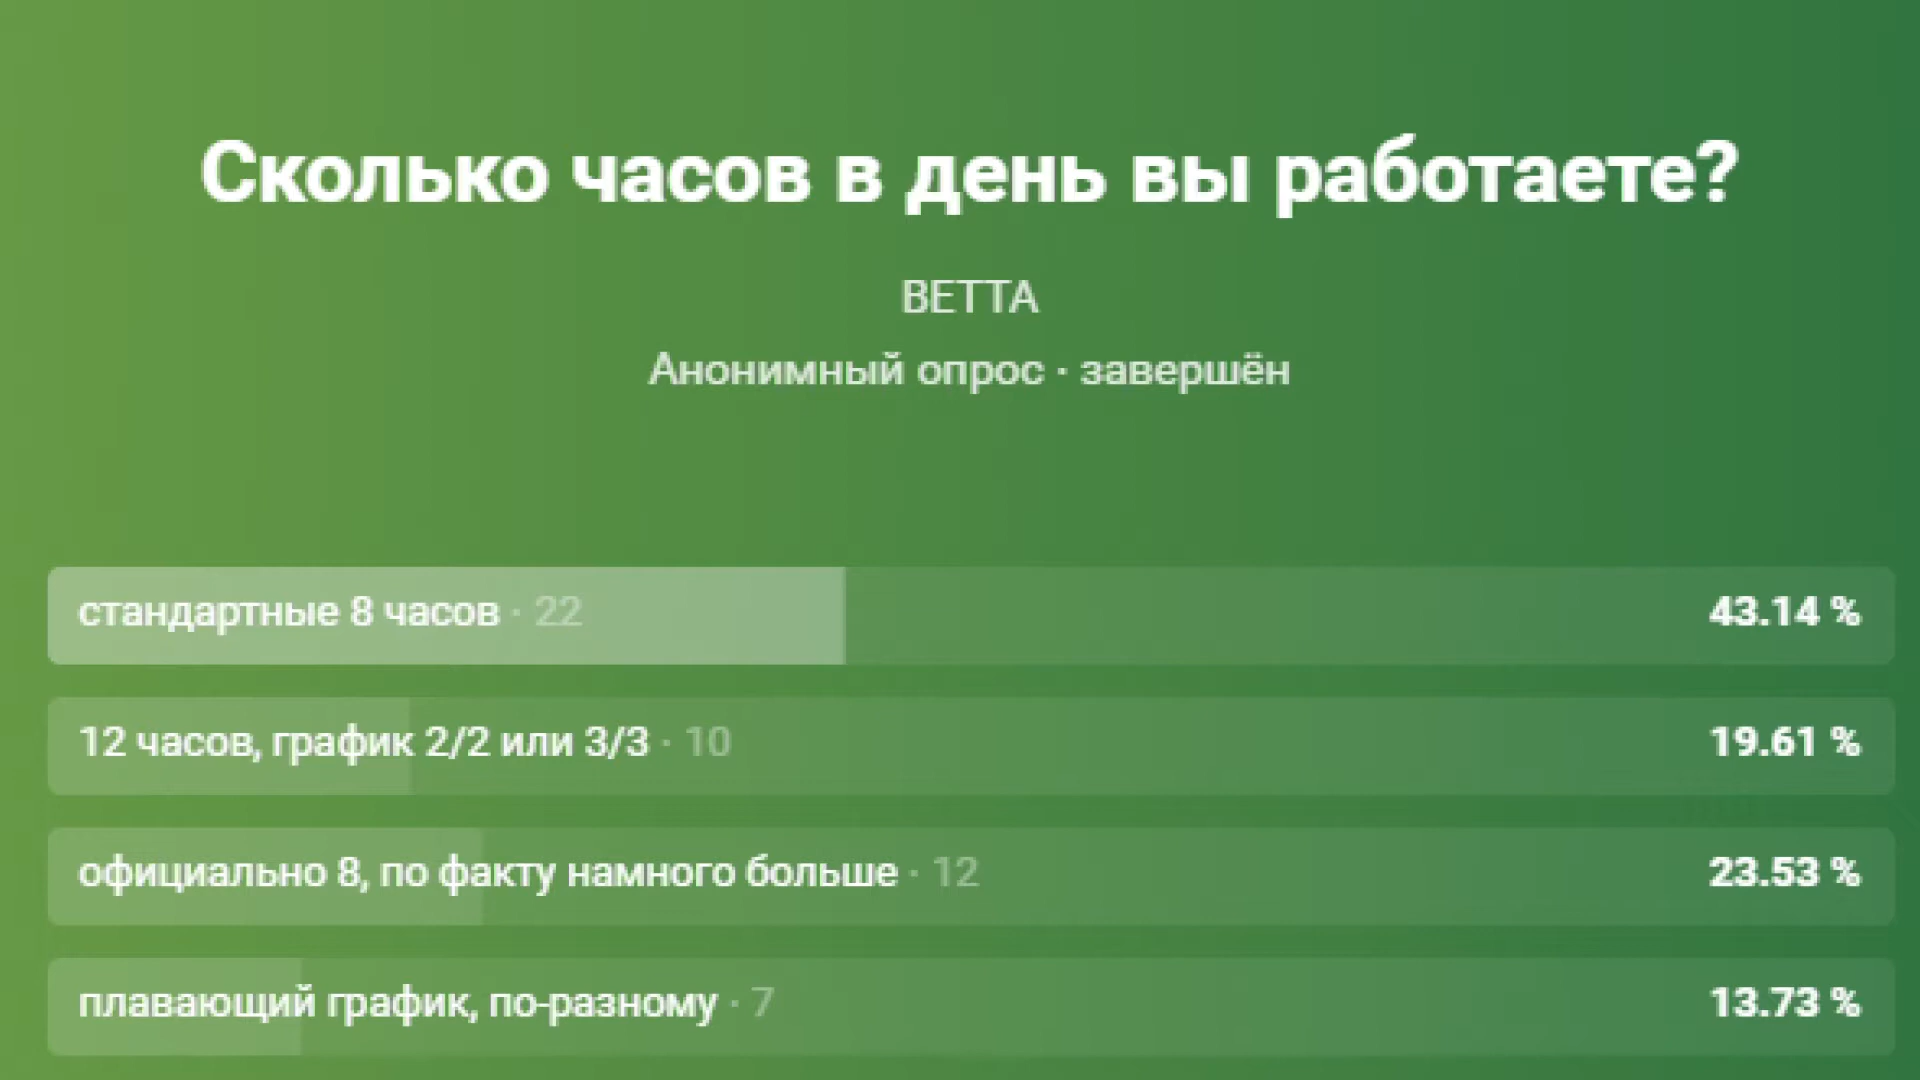 Сколько часов в день вы работаете?
ВЕТТА
Анонимный опрос · завершён
стандартные 8 часов · 22 43.14 %
12 часов, график 2/2 или 3/3 · 10 19.61 %
официально 8, по факту намного больше · 12 23.53 %
плавающий график, по-разному · 7 13.73 %